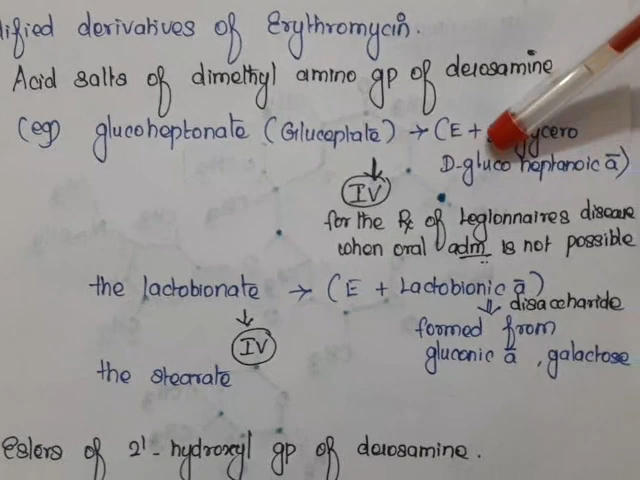 dified derivatives of Erythromycin.
Acid salts of dimethyl amino gp of desosamine
(eg) glucoheptonate (Gluceptate) → (E + glycero
D-gluco heptanoic ā)
IV
for the Rx of Legionnaires disease
when oral adm is not possible
the lactobionate → (E + Lactobionic ā)
disaccharide
IV
formed from
gluconic ā, galactose
the stearate
Esters of 2'-hydroxyl gp of desosamine.